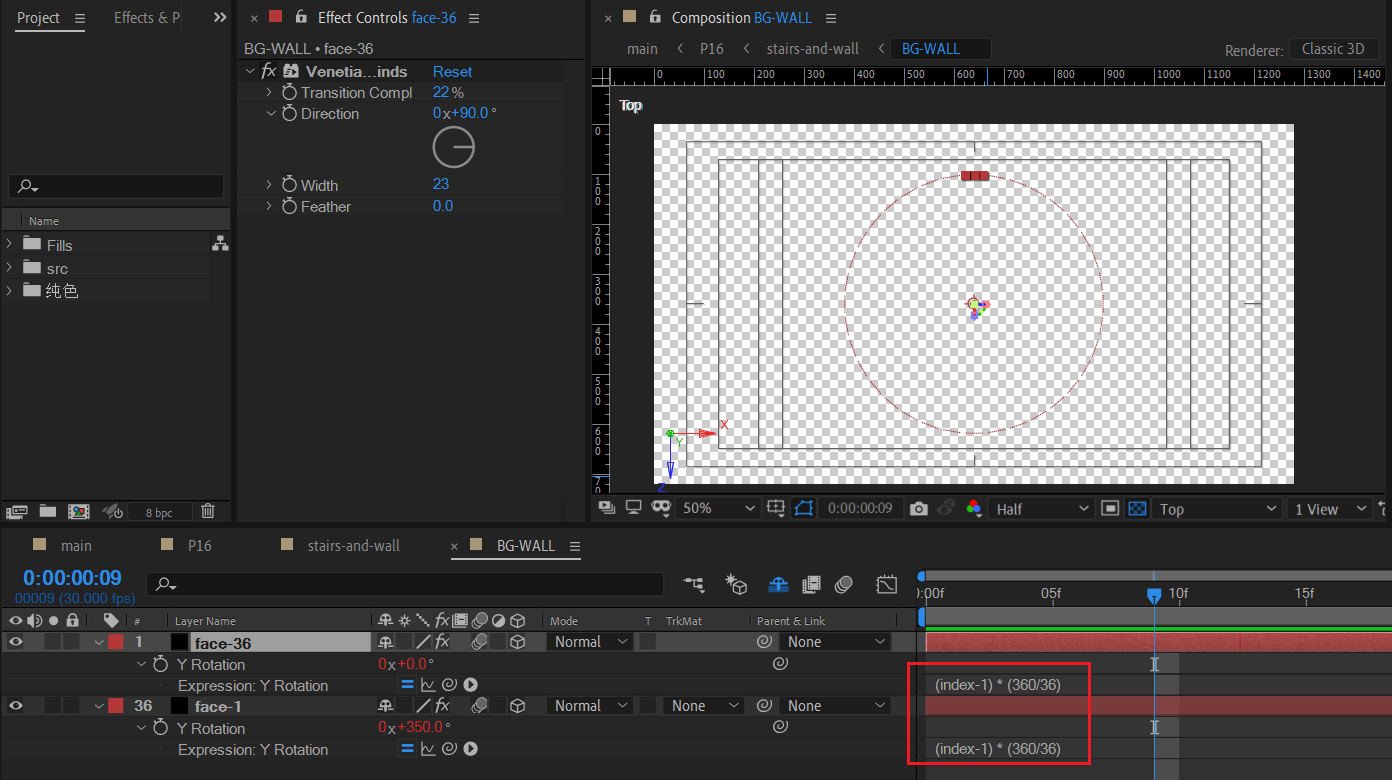 Project
Effects & P
Effect Controls face-36
Composition BG-WALL
BG-WALL • face-36
main
P16
stairs-and-wall
BG-WALL
Renderer:
Classic 3D
fx Venetia...inds
Reset
Transition Compl
22 %
Direction
0x+90.0 °
Width
23
Feather
0.0
0
100
200
300
400
500
600
700
800
900
1000
1100
1200
1300
1400
Top
0
100
200
300
400
500
600
70
Name
Fills
src
纯色
X
Y
Z
8 bpc
50%
0:00:00:09
Half
Top
1 View
main
P16
stairs-and-wall
BG-WALL
0:00:00:09
00009 (30.000 fps)
0:00f
05f
10f
15f
#
Layer Name
fx
Mode
T
TrkMat
Parent & Link
1
face-36
fx
Normal
None
Y Rotation
0x+0.0 °
Expression: Y Rotation
(index-1) * (360/36)
36
face-1
fx
Normal
None
None
Y Rotation
0x+350.0 °
Expression: Y Rotation
(index-1) * (360/36)